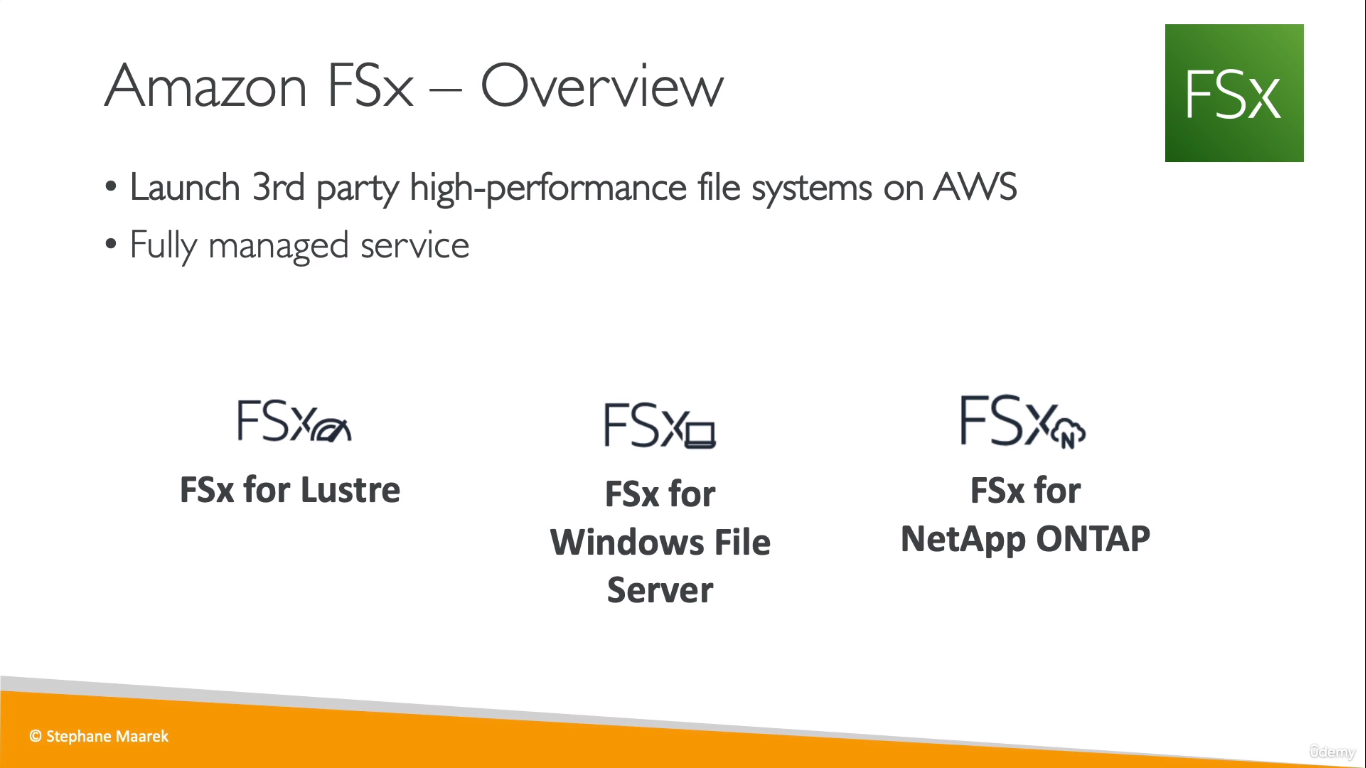 Amazon FSx – Overview
FSx
• Launch 3rd party high-performance file systems on AWS
• Fully managed service
FSx
FSx for Lustre
FSx
FSx for
Windows File
Server
FSx
N
FSx for
NetApp ONTAP
© Stephane Maarek
ûdemy